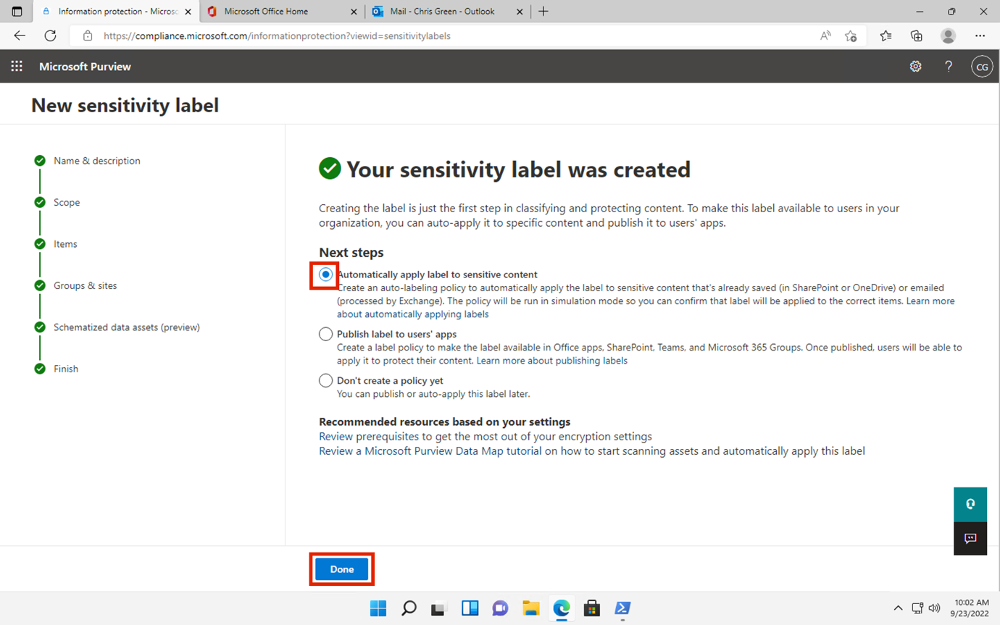 Information protection - Microsc
Microsoft Office Home
Mail - Chris Green - Outlook
https://compliance.microsoft.com/informationprotection?viewid=sensitivitylabels
Microsoft Purview
CG
New sensitivity label
Name & description
Scope
Items
Groups & sites
Schematized data assets (preview)
Finish
Your sensitivity label was created
Creating the label is just the first step in classifying and protecting content. To make this label available to users in your
organization, you can auto-apply it to specific content and publish it to users' apps.
Next steps
Automatically apply label to sensitive content
Create an auto-labeling policy to automatically apply the label to sensitive content that's already saved (in SharePoint or OneDrive) or emailed
(processed by Exchange). The policy will be run in simulation mode so you can confirm that label will be applied to the correct items. Learn more
about automatically applying labels
Publish label to users' apps
Create a label policy to make the label available in Office apps, SharePoint, Teams, and Microsoft 365 Groups. Once published, users will be able to
apply it to protect their content. Learn more about publishing labels
Don't create a policy yet
You can publish or auto-apply this label later.
Recommended resources based on your settings
Review prerequisites to get the most out of your encryption settings
Review a Microsoft Purview Data Map tutorial on how to start scanning assets and automatically apply this label
Done
10:02 AM
9/23/2022